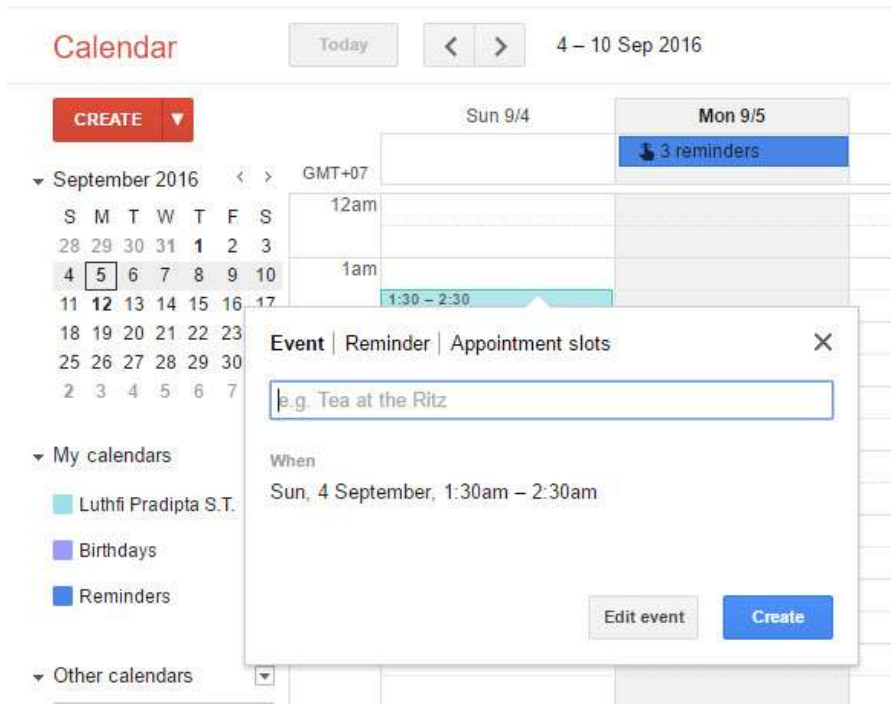 Calendar
Today
4 – 10 Sep 2016
CREATE
September 2016
S M T W T F S
28 29 30 31 1 2 3
4 5 6 7 8 9 10
11 12 13 14 15 16 17
18 19 20 21 22 23
25 26 27 28 29 30
2 3 4 5 6 7
My calendars
Luthfi Pradipta S.T.
Birthdays
Reminders
Other calendars
Sun 9/4
Mon 9/5
3 reminders
GMT+07
12am
1am
1:30 – 2:30
Event | Reminder | Appointment slots
e.g. Tea at the Ritz
When
Sun, 4 September, 1:30am – 2:30am
Edit event
Create